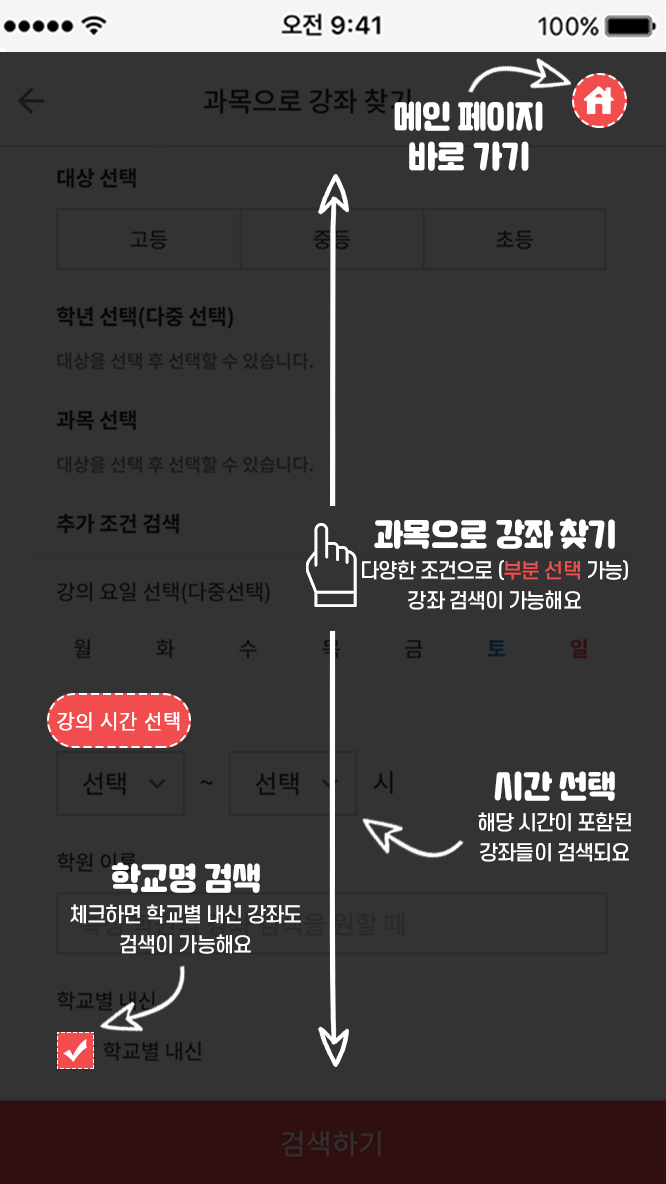 오전 9:41
100%
과목으로 강좌 찾기
메인 페이지
바로 가기
대상 선택
고등
중등
초등
학년 선택(다중 선택)
대상을 선택 후 선택할 수 있습니다.
과목 선택
대상을 선택 후 선택할 수 있습니다.
추가 조건 검색
과목으로 강좌 찾기
다양한 조건으로 (부분 선택 가능)
강좌 검색이 가능해요
강의 요일 선택(다중선택)
월 화 수 목 금 토 일
강의 시간 선택
선택 ~ 선택 시
시간 선택
해당 시간이 포함된
강좌들이 검색되요
학원 이름
학교명 검색
체크하면 학교별 내신 강좌도
검색이 가능해요
검색을 원할 때
학교별 내신
학교별 내신
검색하기